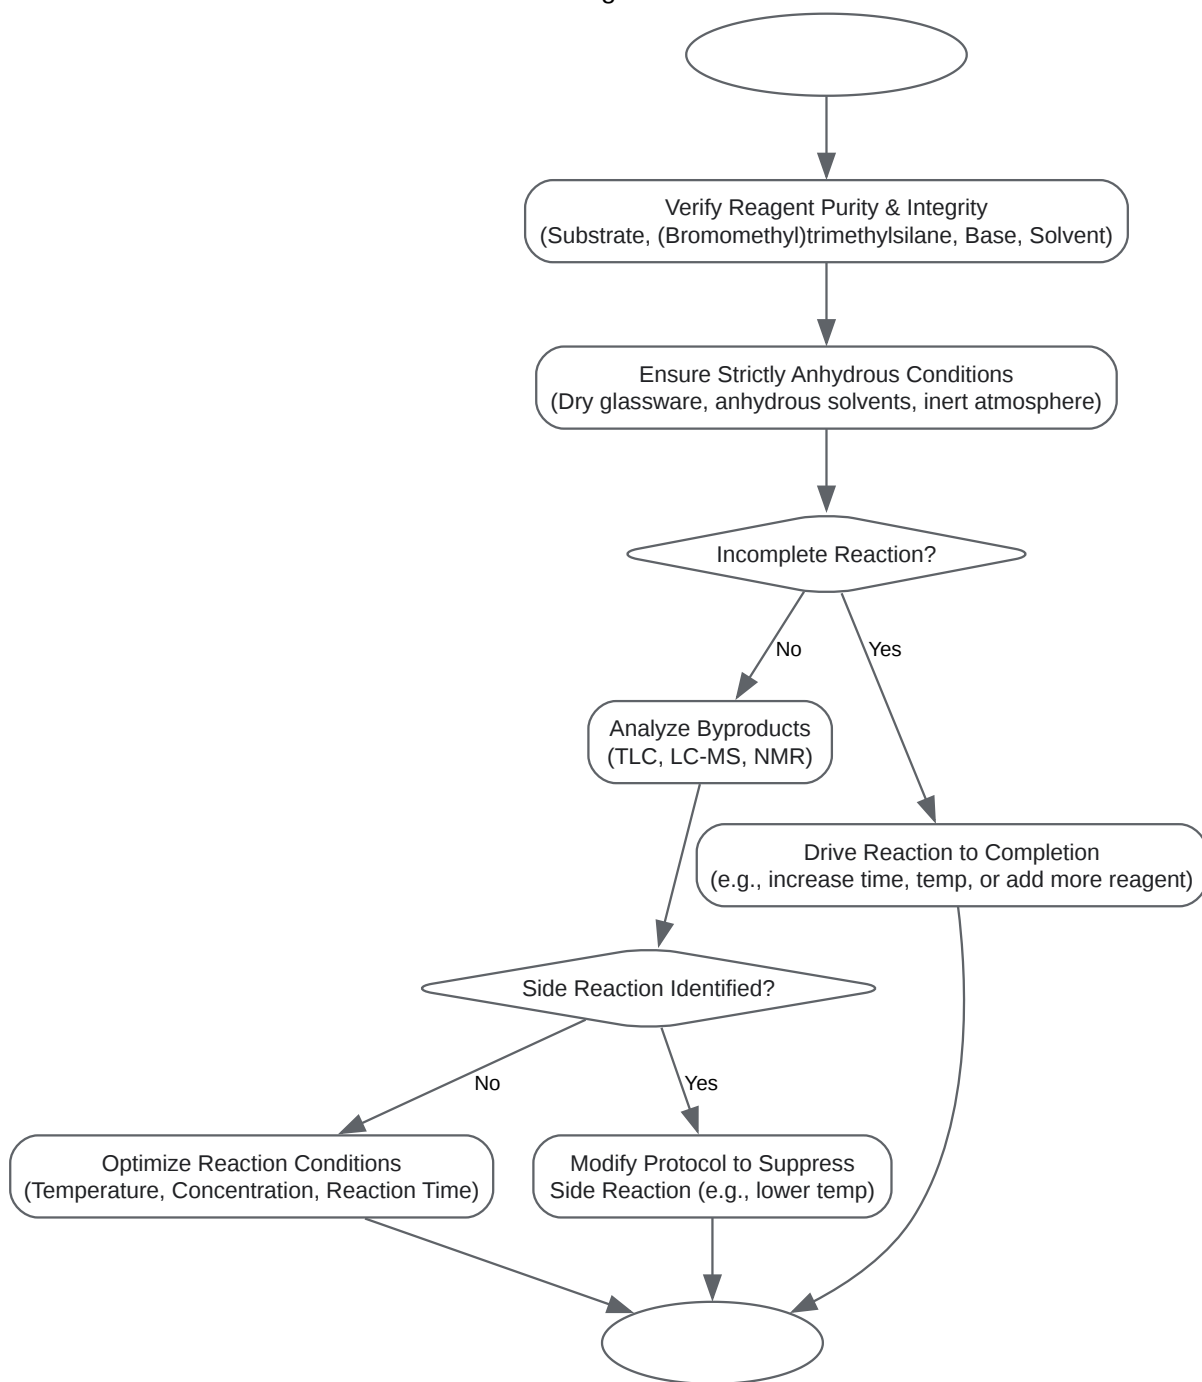 Verify Reagent Purity & Integrity
(Substrate, (Bromomethyl)trimethylsilane, Base, Solvent)
Ensure Strictly Anhydrous Conditions
(Dry glassware, anhydrous solvents, inert atmosphere)
Incomplete Reaction?
No
Yes
Analyze Byproducts
(TLC, LC-MS, NMR)
Drive Reaction to Completion
(e.g., increase time, temp, or add more reagent)
Side Reaction Identified?
No
Yes
Optimize Reaction Conditions
(Temperature, Concentration, Reaction Time)
Modify Protocol to Suppress
Side Reaction (e.g., lower temp)